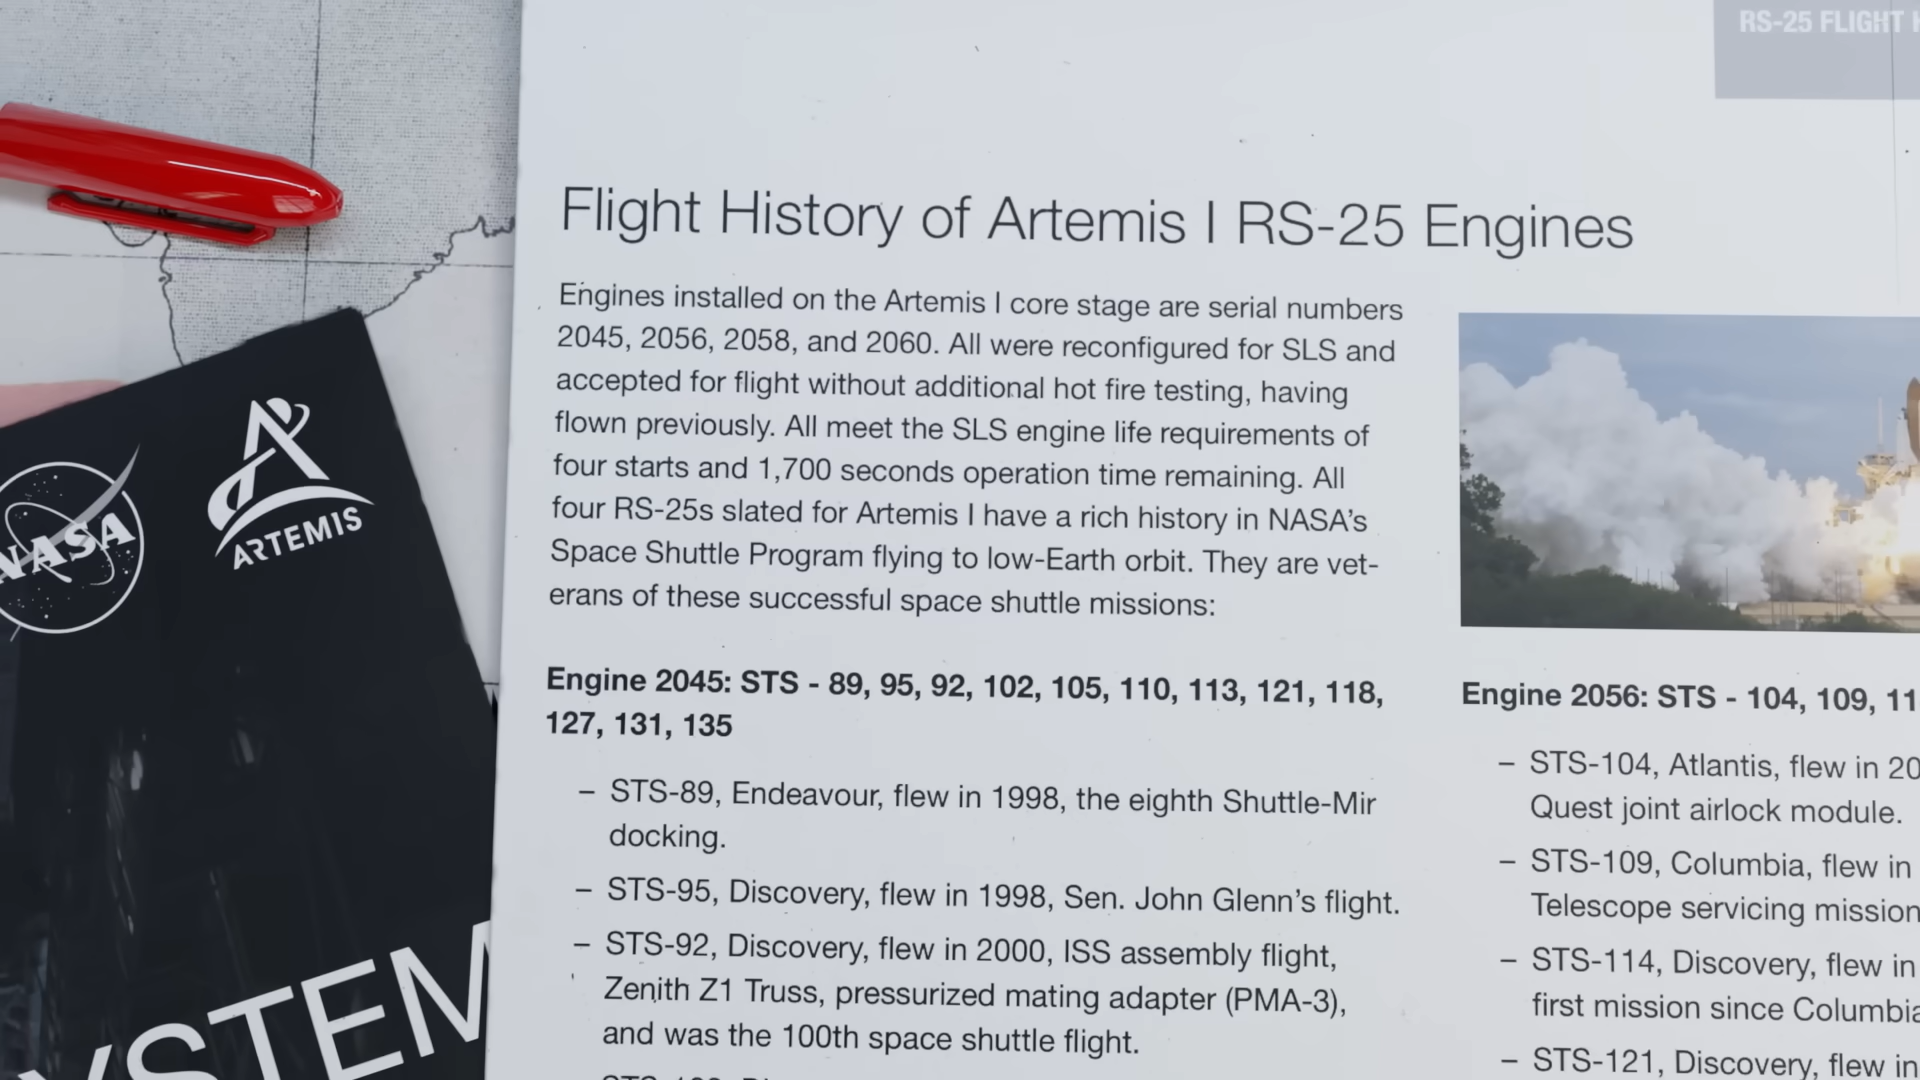 RS-25 FLIGHT
Flight History of Artemis I RS-25 Engines
Engines installed on the Artemis I core stage are serial numbers
2045, 2056, 2058, and 2060. All were reconfigured for SLS and
accepted for flight without additional hot fire testing, having
flown previously. All meet the SLS engine life requirements of
four starts and 1,700 seconds operation time remaining. All
four RS-25s slated for Artemis I have a rich history in NASA's
Space Shuttle Program flying to low-Earth orbit. They are vet-
erans of these successful space shuttle missions:
Engine 2045: STS - 89, 95, 92, 102, 105, 110, 113, 121, 118,
127, 131, 135
– STS-89, Endeavour, flew in 1998, the eighth Shuttle-Mir
docking.
– STS-95, Discovery, flew in 1998, Sen. John Glenn's flight.
– STS-92, Discovery, flew in 2000, ISS assembly flight,
Zenith Z1 Truss, pressurized mating adapter (PMA-3),
and was the 100th space shuttle flight.
Engine 2056: STS - 104, 109, 11
– STS-104, Atlantis, flew in 20
Quest joint airlock module.
– STS-109, Columbia, flew in
Telescope servicing mission
– STS-114, Discovery, flew in
first mission since Columbia
– STS-121, Discovery, flew in
NASA
ARTEMIS
YSTEM